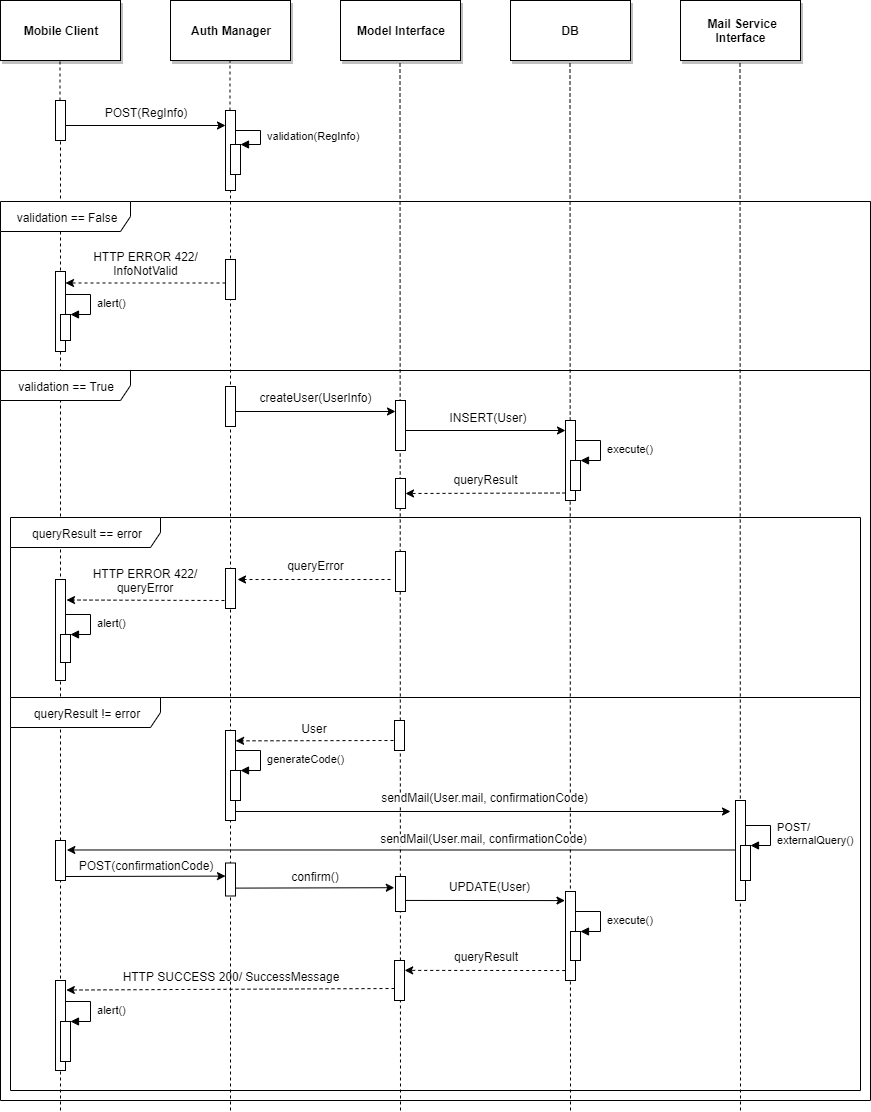 Mobile Client
Auth Manager
Model Interface
DB
Mail Service
Interface
POST(RegInfo)
validation(RegInfo)
validation == False
HTTP ERROR 422/
InfoNotValid
alert()
validation == True
createUser(UserInfo)
INSERT(User)
execute()
queryResult
queryResult == error
queryError
HTTP ERROR 422/
queryError
alert()
queryResult != error
User
generateCode()
sendMail(User.mail, confirmationCode)
POST/
externalQuery()
sendMail(User.mail, confirmationCode)
POST(confirmationCode)
confirm()
UPDATE(User)
execute()
queryResult
HTTP SUCCESS 200/ SuccessMessage
alert()